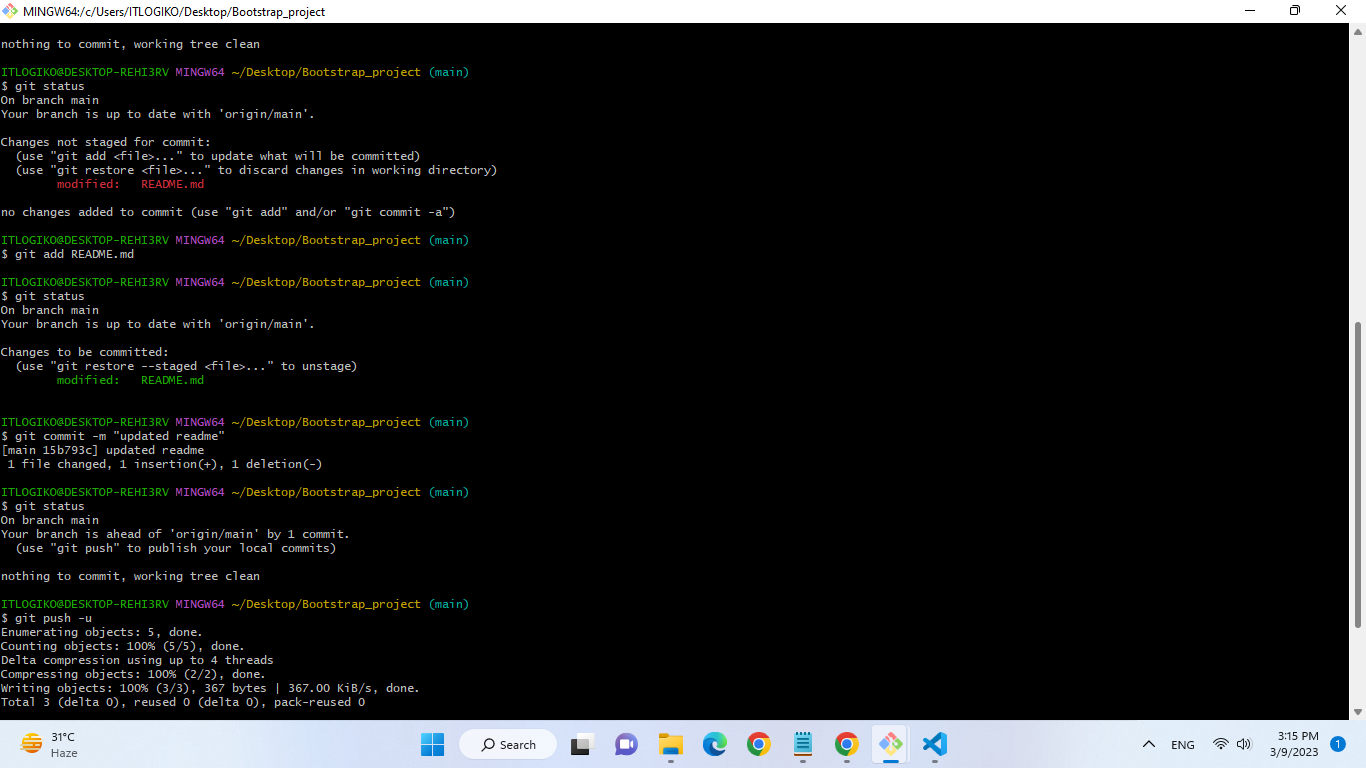 MINGW64:/c/Users/ITLOGIKO/Desktop/Bootstrap_project
nothing to commit, working tree clean
ITLOGIKO@DESKTOP-REHI3RV MINGW64 ~/Desktop/Bootstrap_project (main)
$ git status
On branch main
Your branch is up to date with 'origin/main'.
Changes not staged for commit:
(use "git add <file>..." to update what will be committed)
(use "git restore <file>..." to discard changes in working directory)
modified:   README.md
no changes added to commit (use "git add" and/or "git commit -a")
ITLOGIKO@DESKTOP-REHI3RV MINGW64 ~/Desktop/Bootstrap_project (main)
$ git add README.md
ITLOGIKO@DESKTOP-REHI3RV MINGW64 ~/Desktop/Bootstrap_project (main)
$ git status
On branch main
Your branch is up to date with 'origin/main'.
Changes to be committed:
(use "git restore --staged <file>..." to unstage)
modified:   README.md
ITLOGIKO@DESKTOP-REHI3RV MINGW64 ~/Desktop/Bootstrap_project (main)
$ git commit -m "updated readme"
[main 15b793c] updated readme
1 file changed, 1 insertion(+), 1 deletion(-)
ITLOGIKO@DESKTOP-REHI3RV MINGW64 ~/Desktop/Bootstrap_project (main)
$ git status
On branch main
Your branch is ahead of 'origin/main' by 1 commit.
(use "git push" to publish your local commits)
nothing to commit, working tree clean
ITLOGIKO@DESKTOP-REHI3RV MINGW64 ~/Desktop/Bootstrap_project (main)
$ git push -u
Enumerating objects: 5, done.
Counting objects: 100% (5/5), done.
Delta compression using up to 4 threads
Compressing objects: 100% (2/2), done.
Writing objects: 100% (3/3), 367 bytes | 367.00 KiB/s, done.
Total 3 (delta 0), reused 0 (delta 0), pack-reused 0
31°C
Haze
Search
ENG
3:15 PM
3/9/2023
1